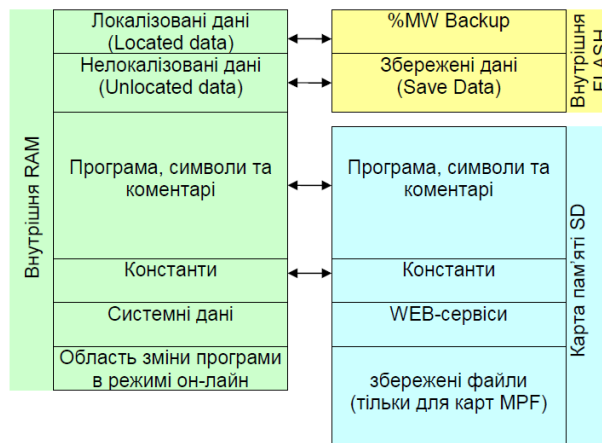 Внутрішня RAM
Локалізовані дані
(Located data)
Нелокалізовані дані
(Unlocated data)
Програма, символи та
коментарі
Константи
Системні дані
Область зміни програми
в режимі он-лайн
%MW Backup
Збережені дані
(Save Data)
Внутрішня
FLASH
Програма, символи та
коментарі
Константи
WEB-сервіси
збережені файли
(тільки для карт MPF)
Карта пам'яті SD